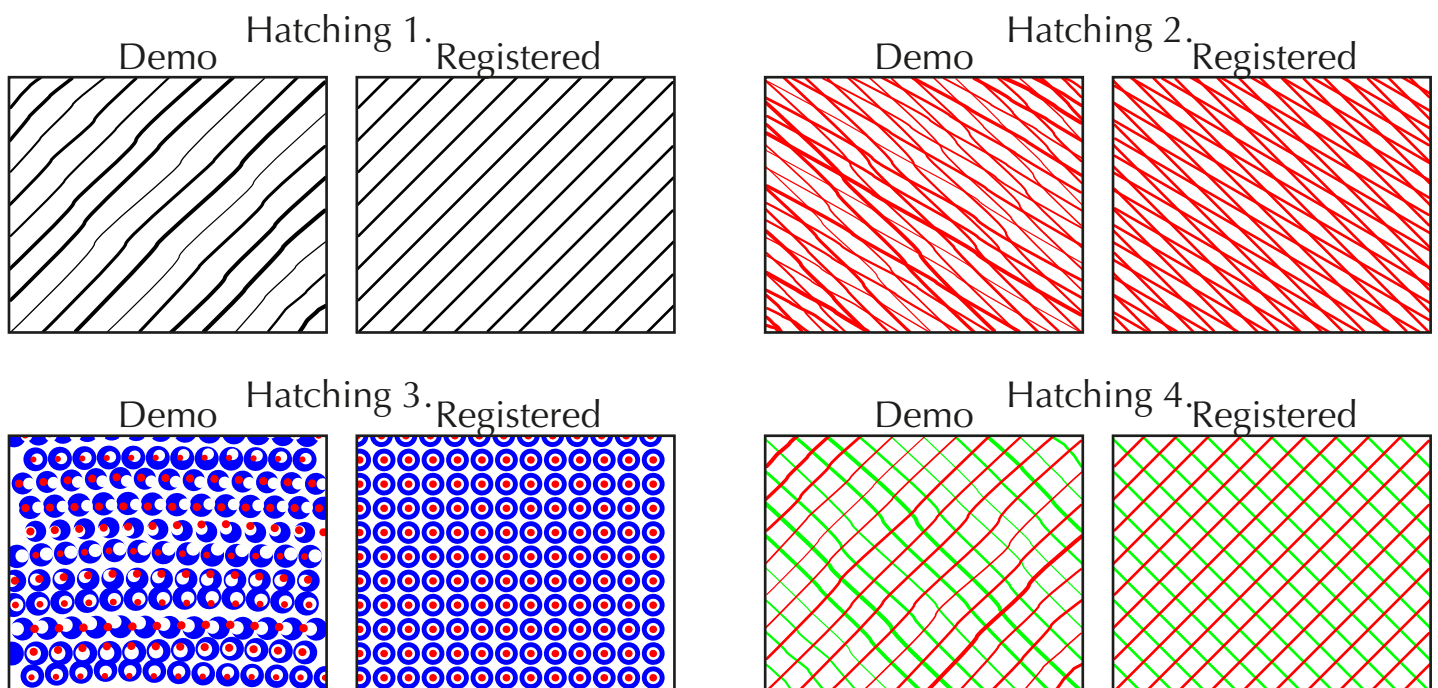 Hatching 1.
Demo Registered
Hatching 2.
Demo Registered
Hatching 3.
Demo Registered
Hatching 4.
Demo Registered